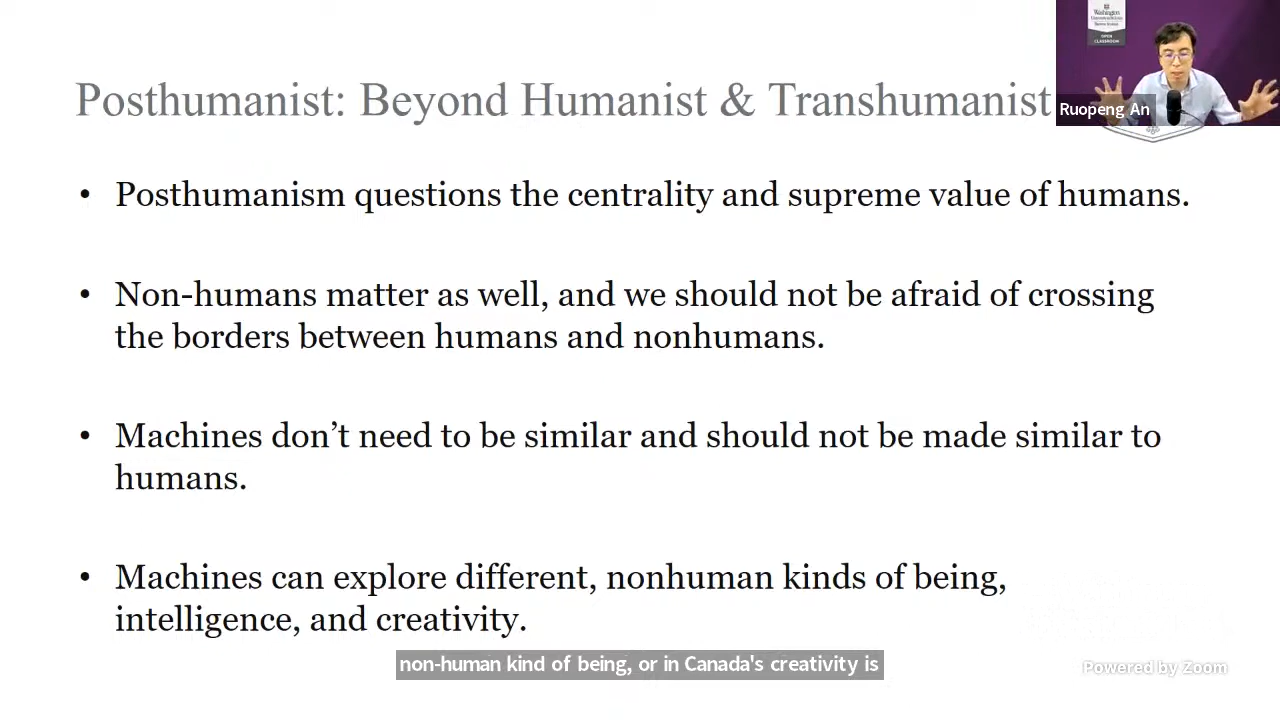 Washington
OPEN
CLASSROOM
Ruopeng An
Posthumanist: Beyond Humanist & Transhumanist
• Posthumanism questions the centrality and supreme value of humans.
• Non-humans matter as well, and we should not be afraid of crossing
the borders between humans and nonhumans.
• Machines don’t need to be similar and should not be made similar to
humans.
• Machines can explore different, nonhuman kinds of being,
intelligence, and creativity.
non-human kind of being, or in Canada's creativity is
Powered by Zoom